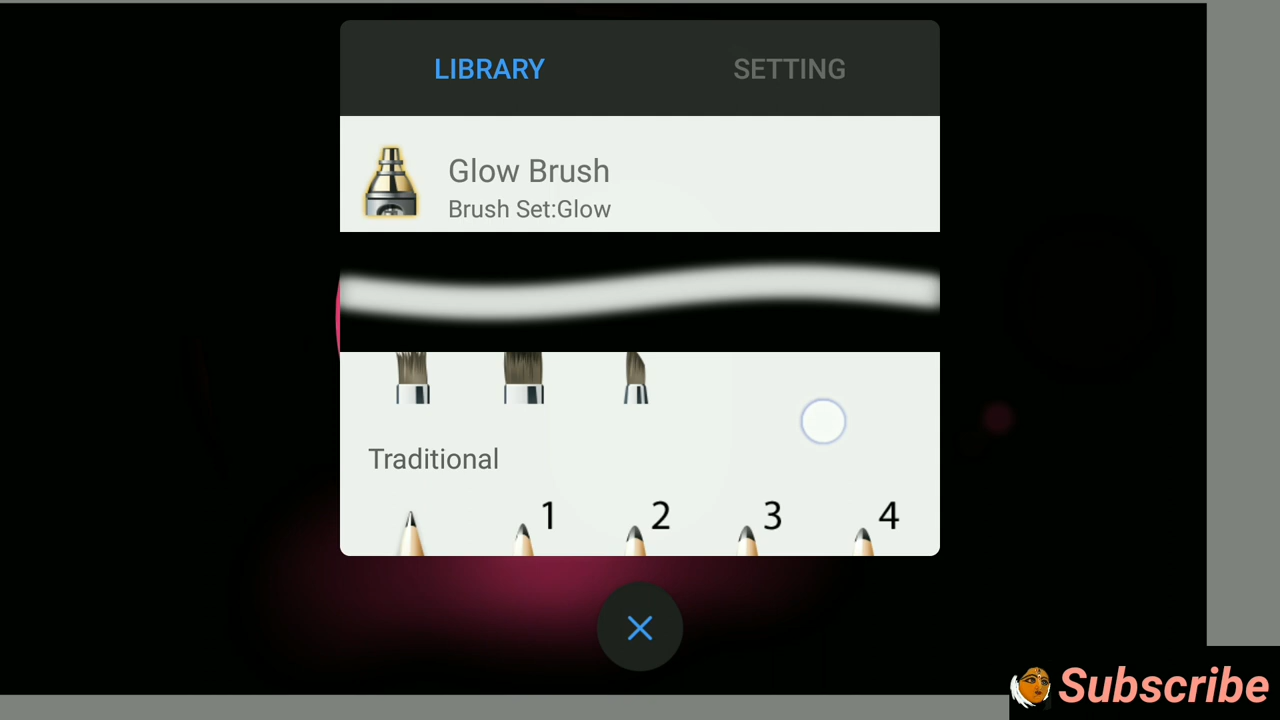 LIBRARY SETTING
Glow Brush
Brush Set:Glow
Traditional
1 2 3 4
Subscribe